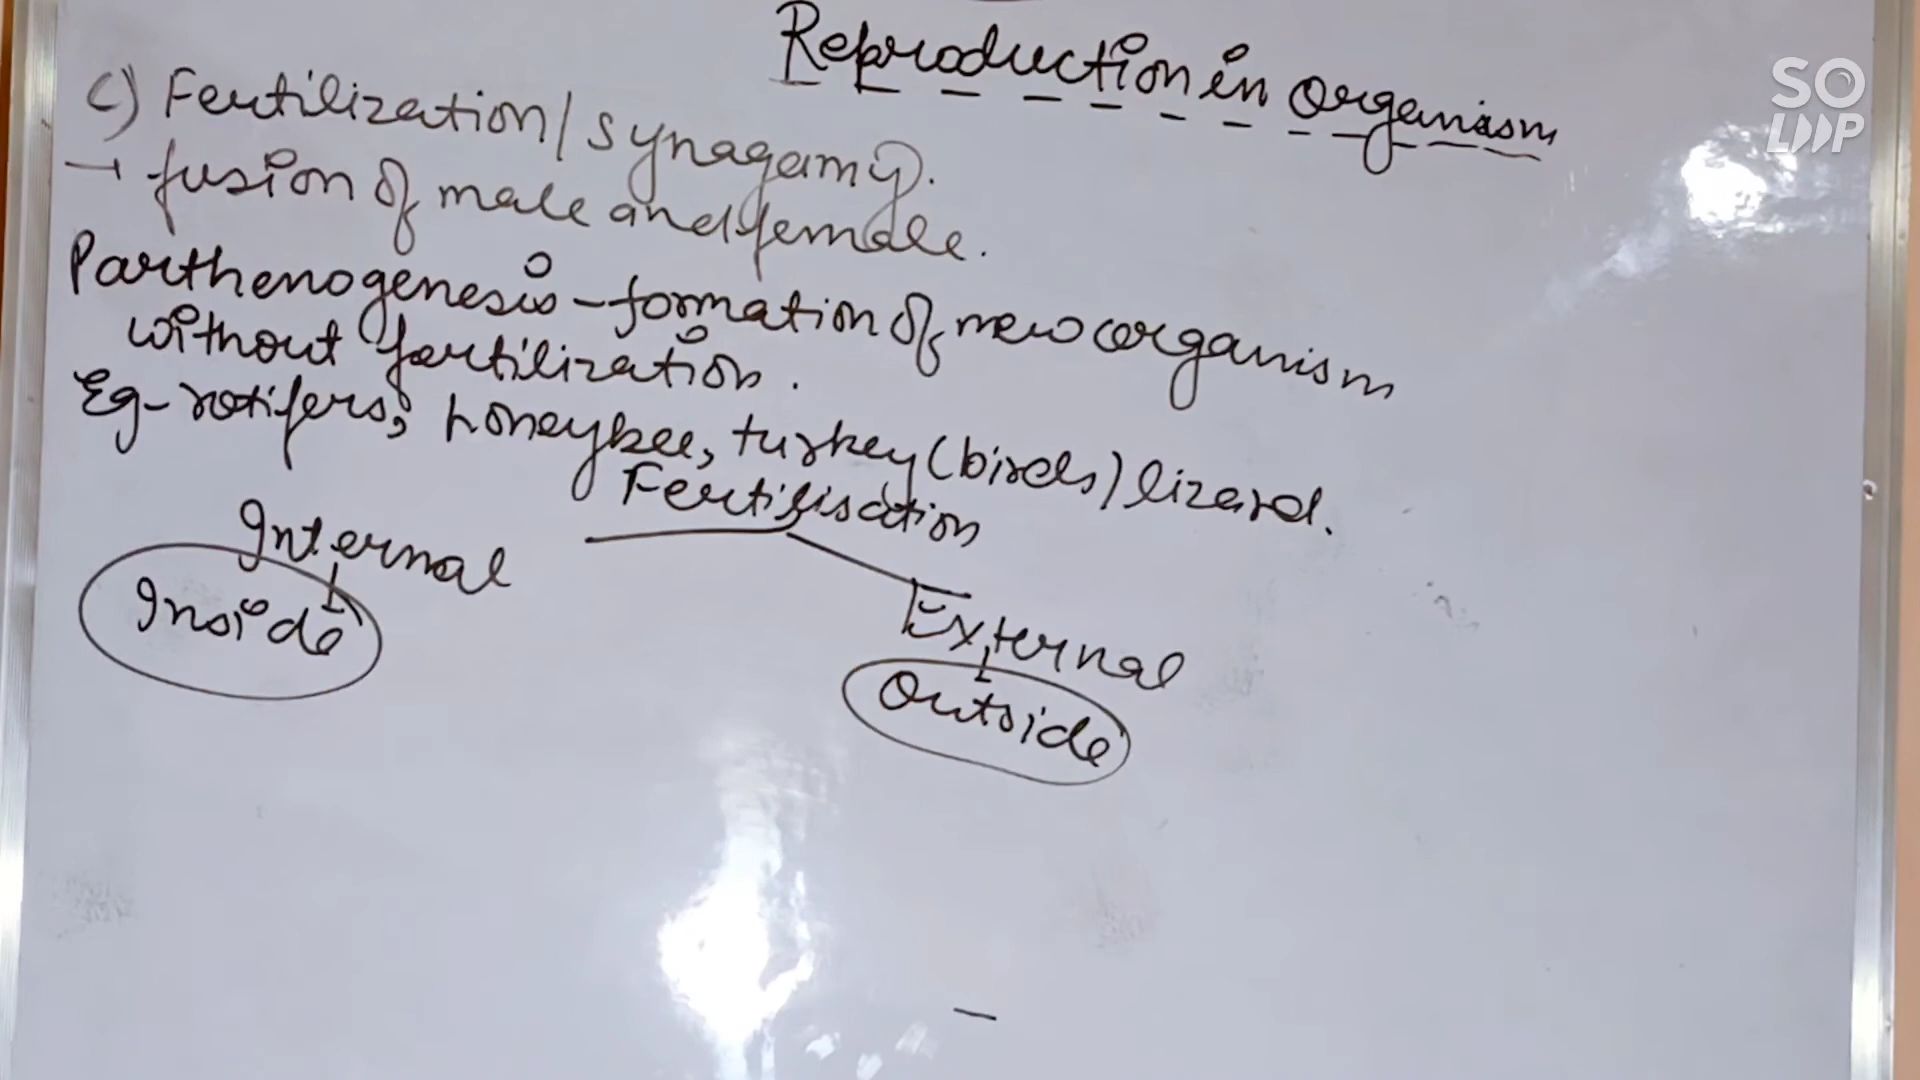 Reproduction in organism
c) Fertilization/synagamy.
→ fusion of male and female.
Parthenogenesis - formation of new organism
without fertilization.
Eg - rotifers, honeybee, turkey (birds) lizard.
Fertilisation
Internal
Inside
External
Outside
SO
LOOP